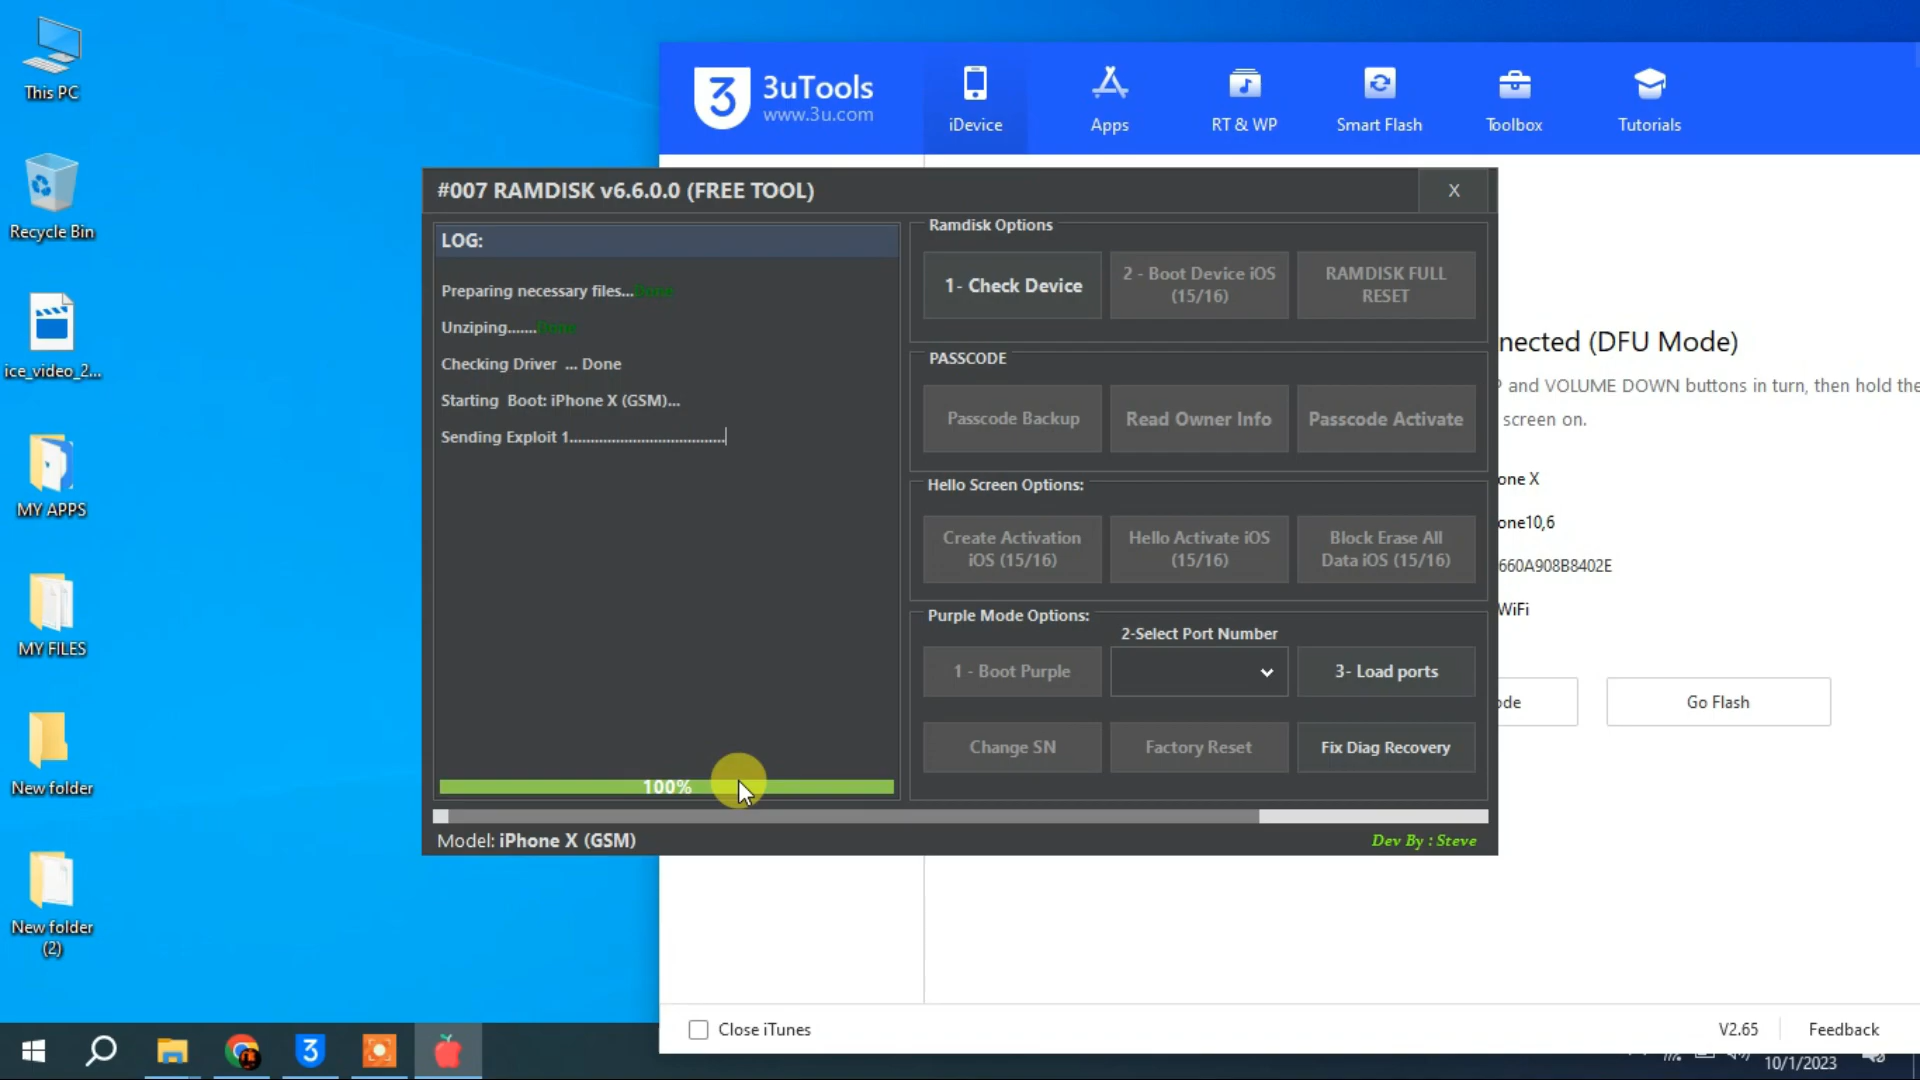 This PC
Recycle Bin
ice_video_2...
MY APPS
MY FILES
New folder
New folder
(2)
3 3uTools
www.3u.com
iDevice
Apps
RT & WP
Smart Flash
Toolbox
Tutorials
#007 RAMDISK v6.6.0.0 (FREE TOOL)
X
LOG:
Preparing necessary files...Done
Unziping.......Done
Checking Driver ... Done
Starting Boot: iPhone X (GSM)...
Sending Exploit 1............................................
100%
Model: iPhone X (GSM)
Ramdisk Options
1- Check Device
2 - Boot Device iOS
(15/16)
RAMDISK FULL
RESET
PASSCODE
Passcode Backup
Read Owner Info
Passcode Activate
Hello Screen Options:
Create Activation
iOS (15/16)
Hello Activate iOS
(15/16)
Block Erase All
Data iOS (15/16)
Purple Mode Options:
2-Select Port Number
1 - Boot Purple
3- Load ports
Change SN
Factory Reset
Fix Diag Recovery
Dev By : Steve
nnected (DFU Mode)
P and VOLUME DOWN buttons in turn, then hold the
screen on.
one X
one10,6
660A908B8402E
WiFi
ode
Go Flash
Close iTunes
V2.65
Feedback
3
10/1/2023